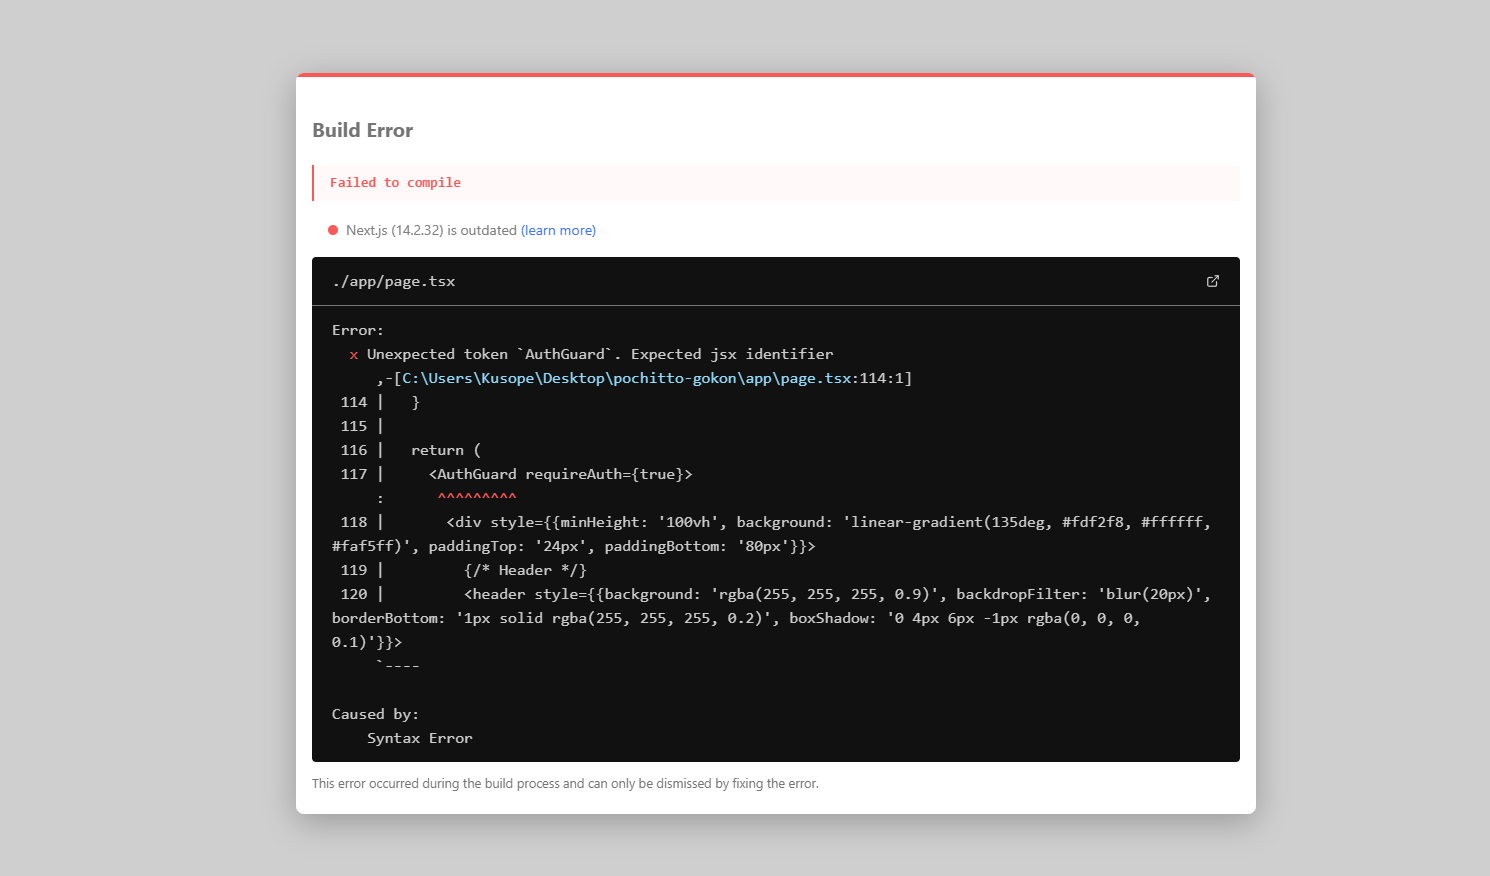 Build Error
Failed to compile
Next.js (14.2.32) is outdated (learn more)
./app/page.tsx
Error:
  x Unexpected token `AuthGuard`. Expected jsx identifier
     ,-[C:\Users\Kusope\Desktop\pochitto-gokon\app\page.tsx:114:1]
 114 |   }
 115 |
 116 |   return (
 117 |     <AuthGuard requireAuth={true}>
     :      ^^^^^^^^^
 118 |       <div style={{minHeight: '100vh', background: 'linear-gradient(135deg, #fdf2f8, #ffffff,
#faf5ff)', paddingTop: '24px', paddingBottom: '80px'}}>
 119 |         {/* Header */}
 120 |         <header style={{background: 'rgba(255, 255, 255, 0.9)', backdropFilter: 'blur(20px)',
borderBottom: '1px solid rgba(255, 255, 255, 0.2)', boxShadow: '0 4px 6px -1px rgba(0, 0, 0,
0.1)'}}>
     `----
Caused by:
    Syntax Error
This error occurred during the build process and can only be dismissed by fixing the error.